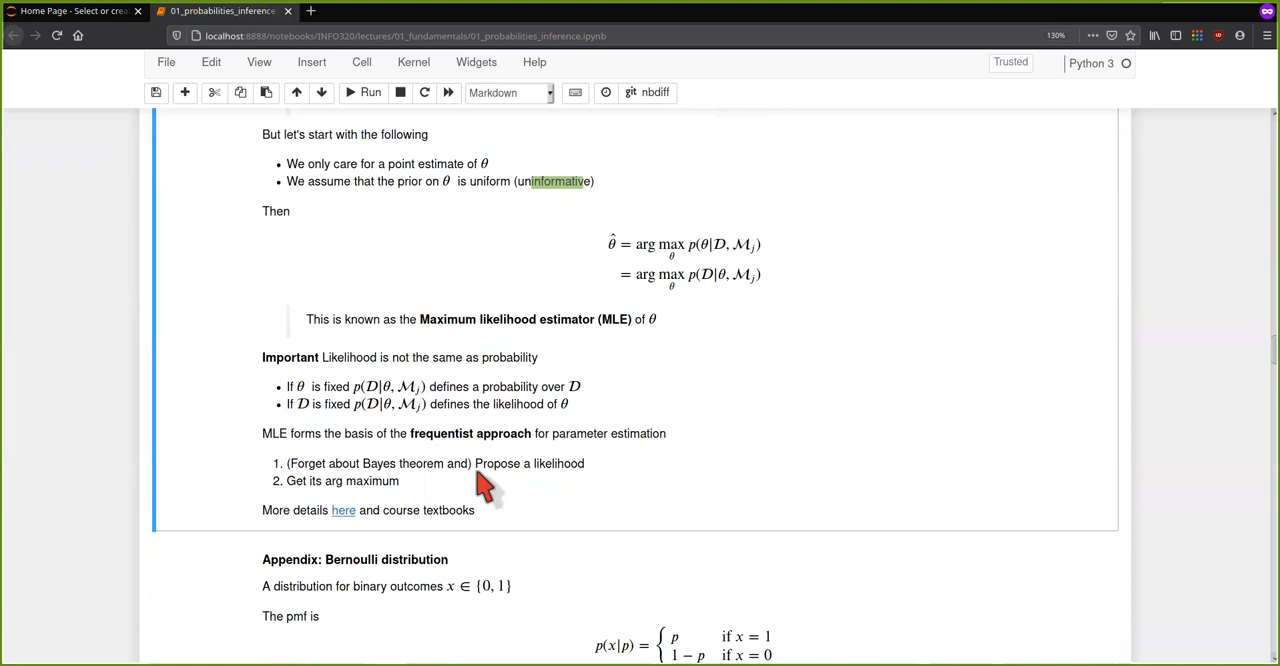 Home Page - Select or crea
01_probabilities_inference
localhost:8888/notebooks/INFO320/lectures/01_fundamentals/01_probabilities_inference.ipynb
130%
File Edit View Insert Cell Kernel Widgets Help
Trusted
Python 3
Run
Markdown
git nbdiff
But let's start with the following
• We only care for a point estimate of θ
• We assume that the prior on θ is uniform (uninformative)
Then
θ̂ = arg max_θ p(θ|𝒟, ℳ_j)
= arg max_θ p(𝒟|θ, ℳ_j)
This is known as the Maximum likelihood estimator (MLE) of θ
Important Likelihood is not the same as probability
• If θ is fixed p(𝒟|θ, ℳ_j) defines a probability over 𝒟
• If 𝒟 is fixed p(𝒟|θ, ℳ_j) defines the likelihood of θ
MLE forms the basis of the frequentist approach for parameter estimation
1. (Forget about Bayes theorem and) Propose a likelihood
2. Get its arg maximum
More details here and course textbooks
Appendix: Bernoulli distribution
A distribution for binary outcomes x ∈ {0, 1}
The pmf is
p(x|p) = { p if x = 1
1 − p if x = 0